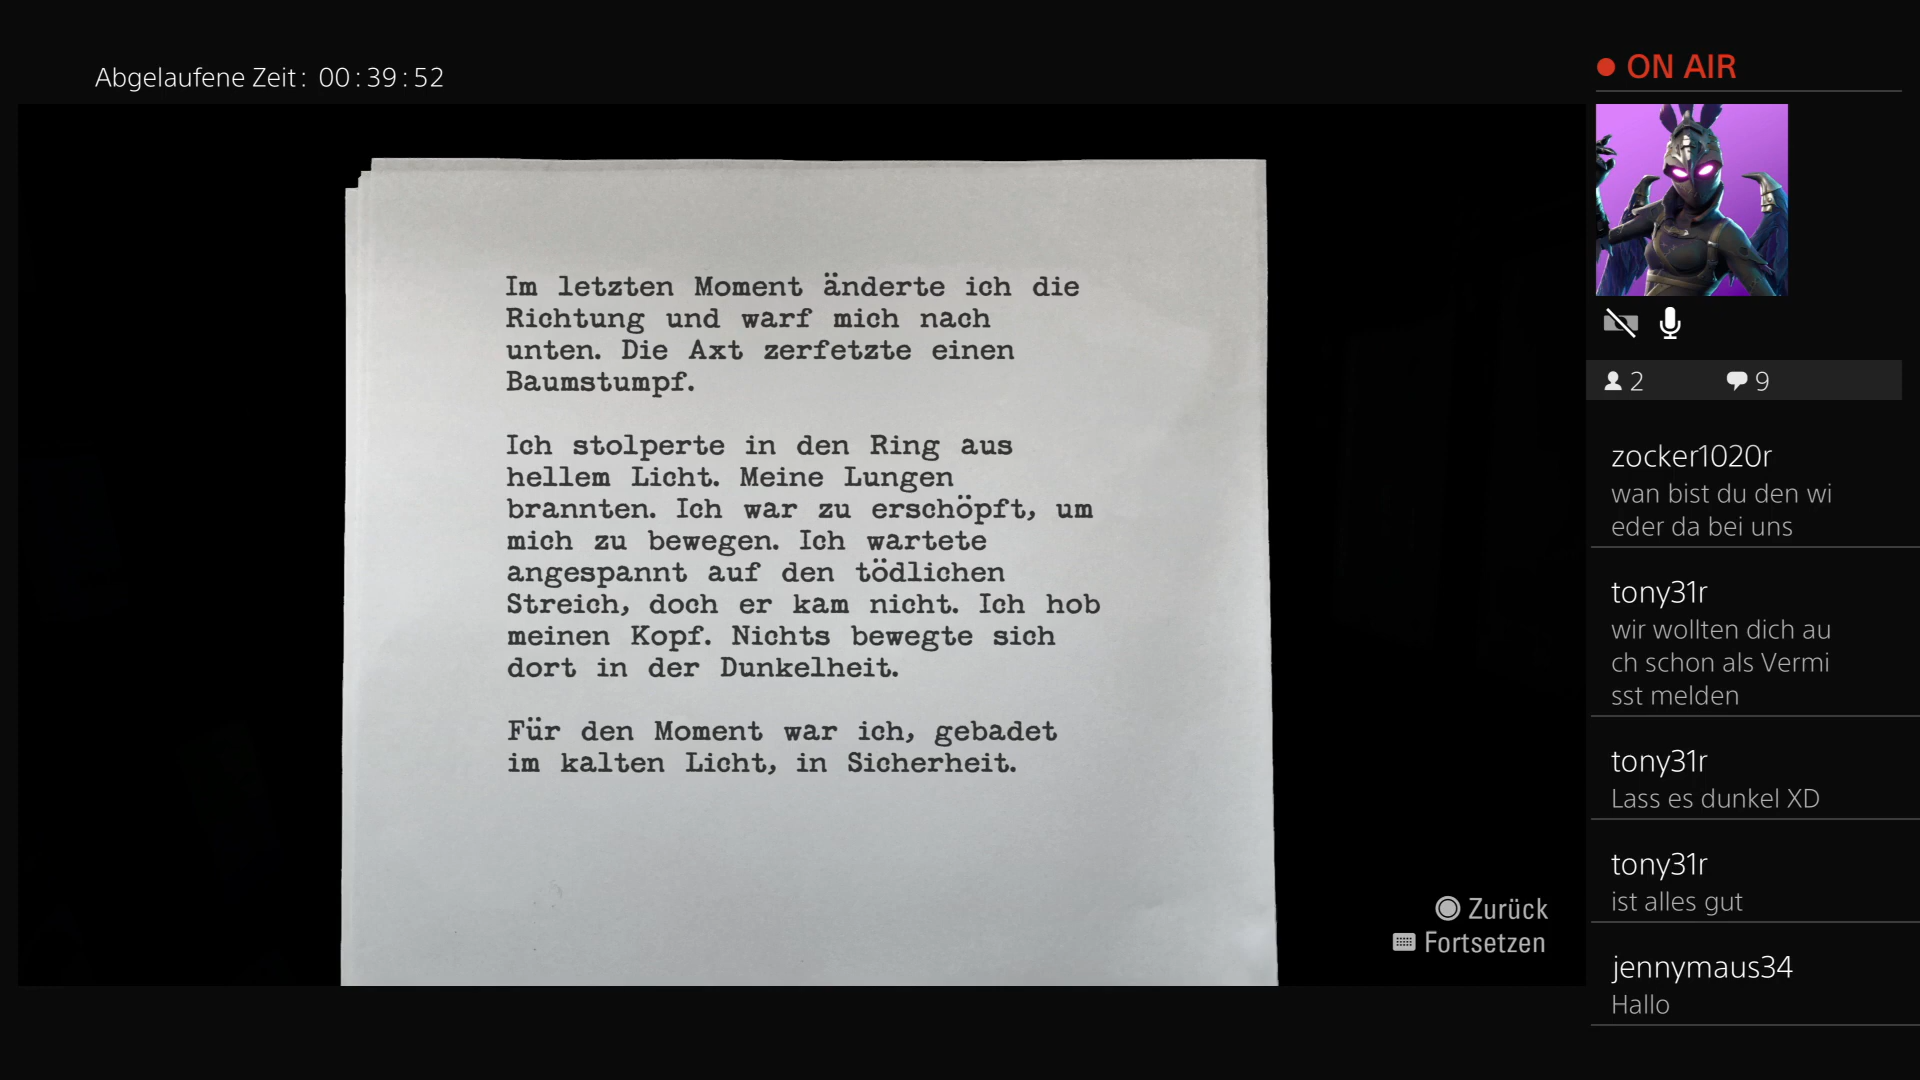 Abgelaufene Zeit: 00:39:52
ON AIR
Im letzten Moment änderte ich die
Richtung und warf mich nach
unten. Die Axt zerfetzte einen
Baumstumpf.
Ich stolperte in den Ring aus
hellem Licht. Meine Lungen
brannten. Ich war zu erschöpft, um
mich zu bewegen. Ich wartete
angespannt auf den tödlichen
Streich, doch er kam nicht. Ich hob
meinen Kopf. Nichts bewegte sich
dort in der Dunkelheit.
Für den Moment war ich, gebadet
im kalten Licht, in Sicherheit.
Zurück
Fortsetzen
2
9
zocker1020r
wan bist du den wi
eder da bei uns
tony31r
wir wollten dich au
ch schon als Vermi
sst melden
tony31r
Lass es dunkel XD
tony31r
ist alles gut
jennymaus34
Hallo